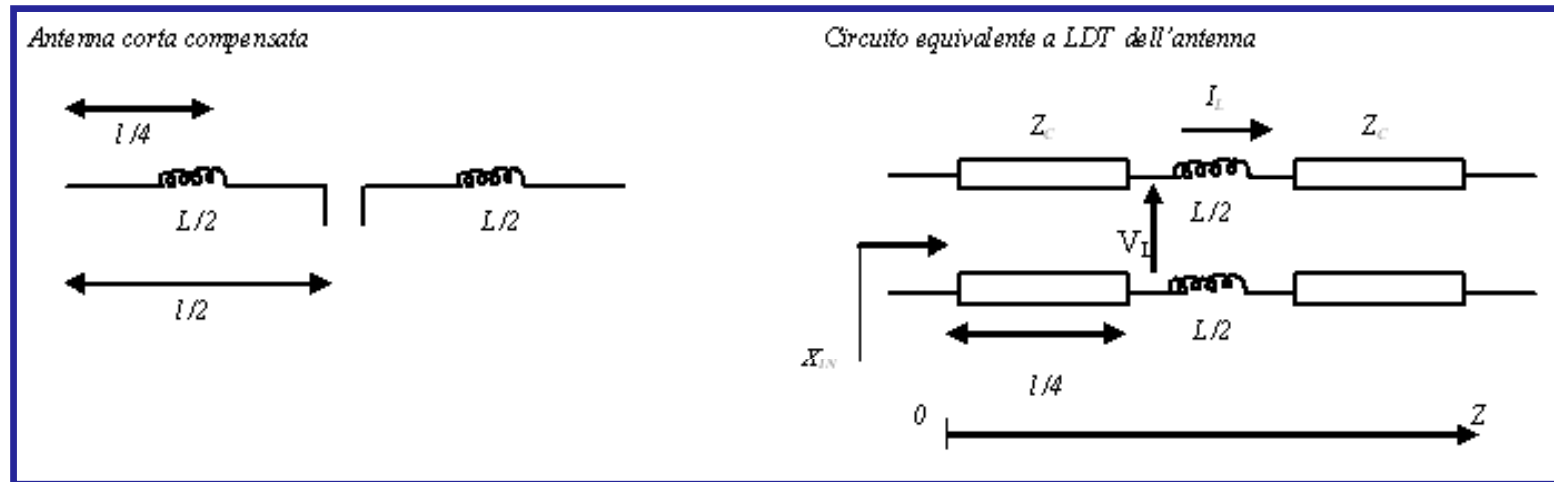 Antenna corta compensata
l/4
L/2
L/2
l/2
Circuito equivalente a LDT dell'antenna
I_L
Z_C
Z_C
L/2
V_L
L/2
X_IN
l/4
0
Z